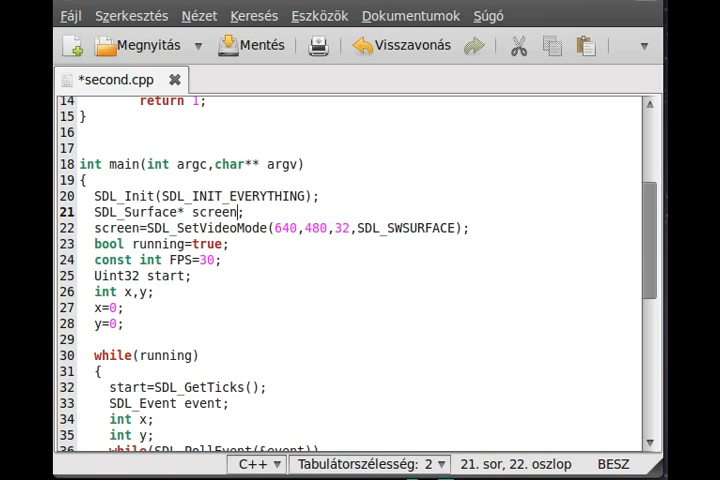 Fájl Szerkesztés Nézet Keresés Eszközök Dokumentumok Súgó
Megnyitás Mentés Visszavonás
*second.cpp
14 return 1;
15 }
16
17
18 int main(int argc,char** argv)
19 {
20 SDL_Init(SDL_INIT_EVERYTHING);
21 SDL_Surface* screen;
22 screen=SDL_SetVideoMode(640,480,32,SDL_SWSURFACE);
23 bool running=true;
24 const int FPS=30;
25 Uint32 start;
26 int x,y;
27 x=0;
28 y=0;
29
30 while(running)
31 {
32 start=SDL_GetTicks();
33 SDL_Event event;
34 int x;
35 int y;
36 while(SDL_PollEvent(&event))
C++ Tabulátorszélesség: 2 21. sor, 22. oszlop BESZ